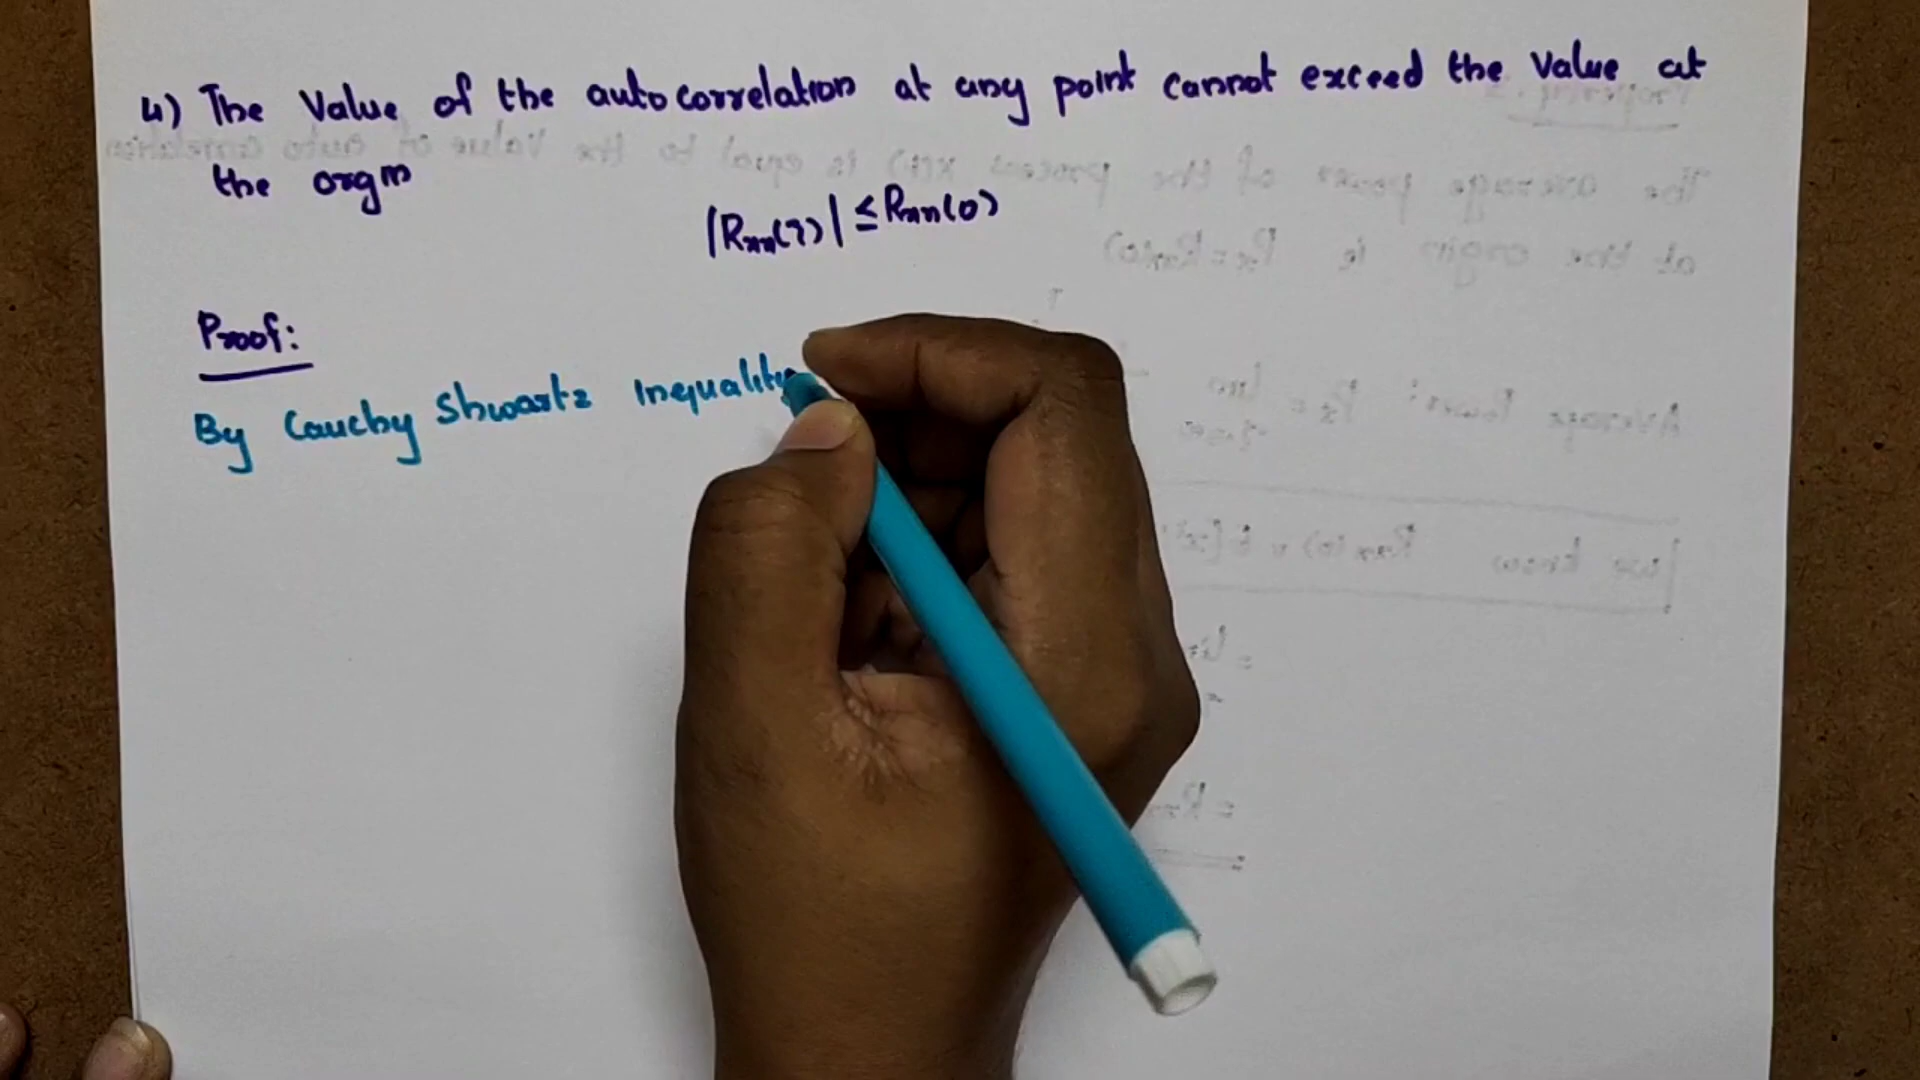 4) The Value of the autocorrelation at any point cannot exceed the Value at
the orgin
|Rxx(τ)| ≤ Rxx(0)
Proof:
By Cauchy Shwartz Inequality